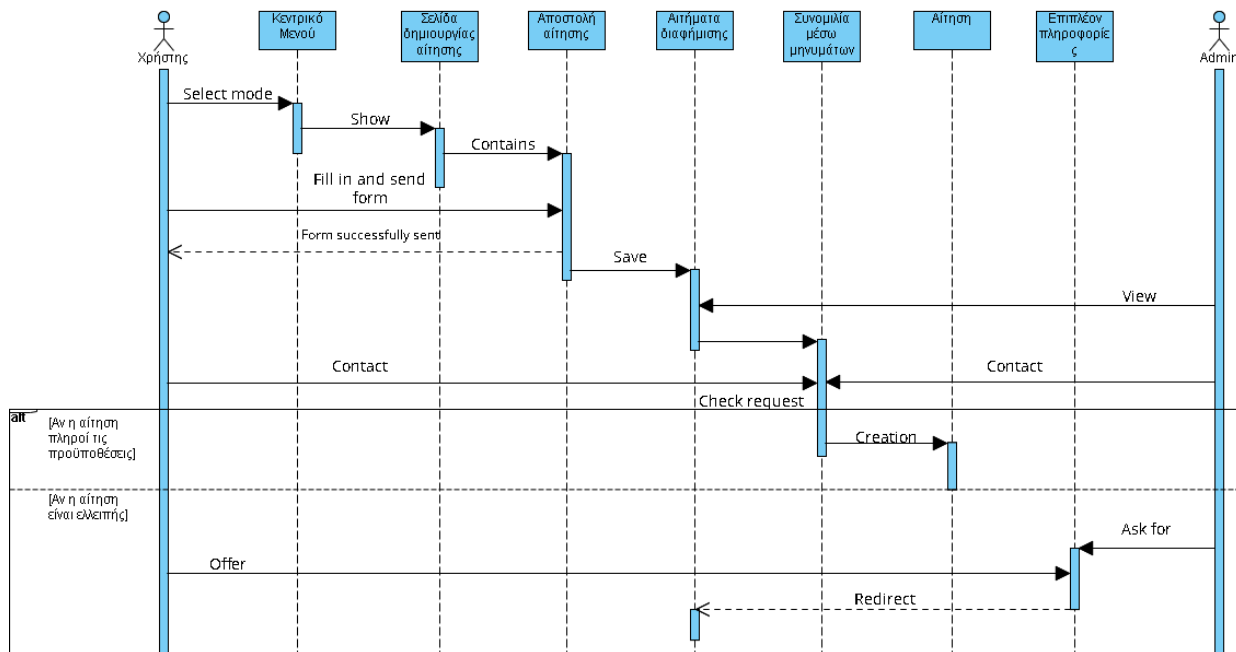 Χρήστης
Κεντρικό
Μενού
Σελίδα
δημιουργίας
αίτησης
Αποστολή
αίτησης
Αιτήματα
διαφήμισης
Συνομιλία
μέσω
μηνυμάτων
Αίτηση
Επιπλέον
πληροφορίε
ς
Admin
Select mode
Show
Contains
Fill in and send
form
Form successfully sent
Save
View
Contact
Contact
Check request
alt
[Αν η αίτηση
πληροί τις
προϋποθέσεις]
Creation
[Αν η αίτηση
είναι ελλειπής]
Ask for
Offer
Redirect